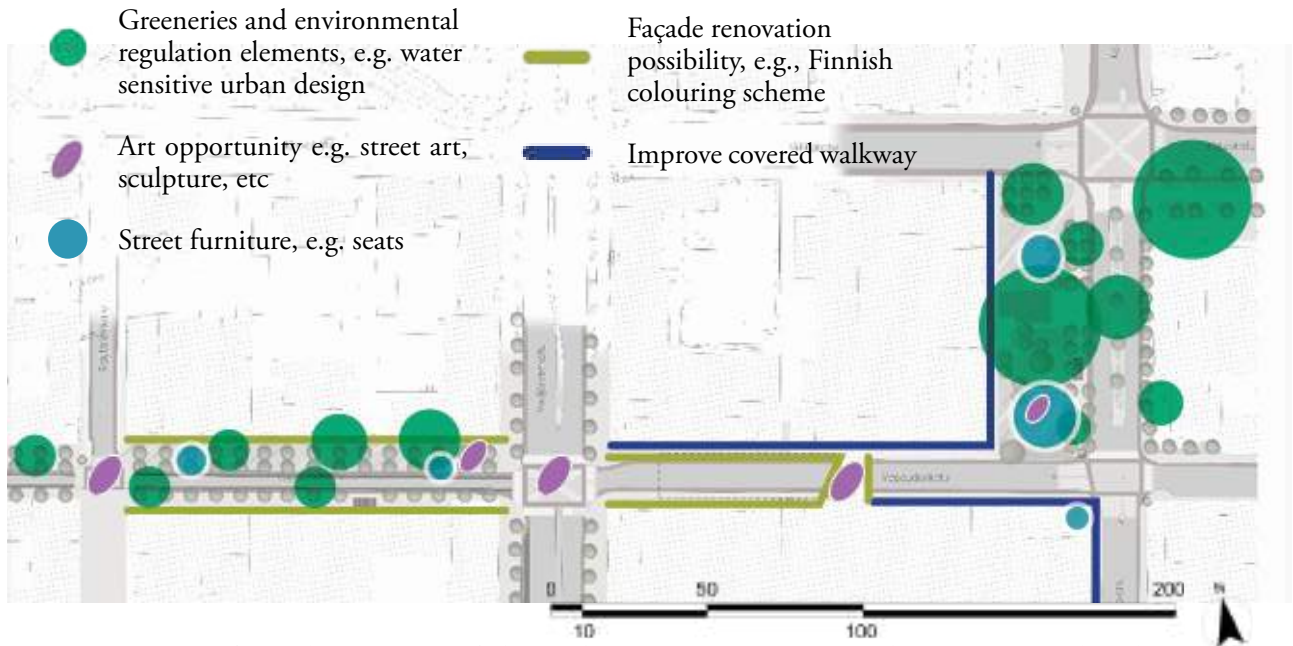 Greeneries and environmental
regulation elements, e.g. water
sensitive urban design
Art opportunity e.g. street art,
sculpture, etc
Street furniture, e.g. seats
Façade renovation
possibility, e.g., Finnish
colouring scheme
Improve covered walkway
0
50
200
10
100